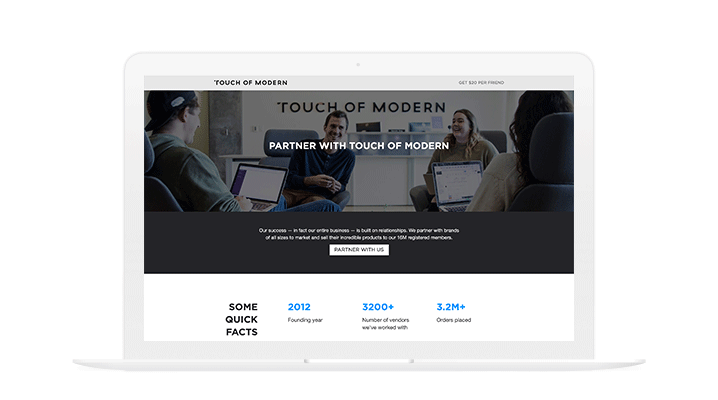 TOUCH OF MODERN
GET $20 PER FRIEND
TOUCH OF MODERN
PARTNER WITH TOUCH OF MODERN
Our success — in fact our entire business — is built on relationships. We partner with brands
of all sizes to market and sell their incredible products to our 16M registered members.
PARTNER WITH US
SOME
QUICK
FACTS
2012
Founding year
3200+
Number of vendors
we've worked with
3.2M+
Orders placed